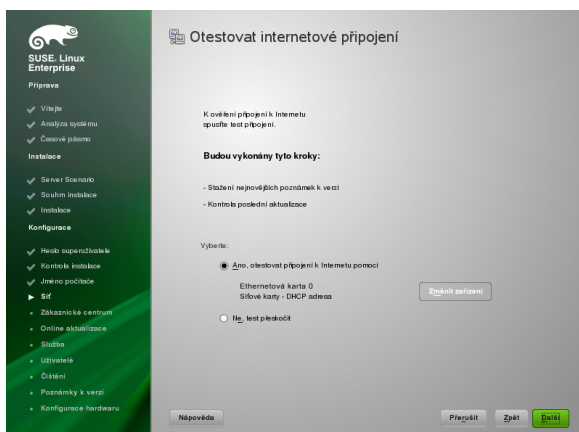 SUSE. Linux
Enterprise
Příprava
Vítejte
Analýza systému
Časové pásmo
Instalace
Server Scenario
Souhrn instalace
Instalace
Konfigurace
Heslo superuživatele
Kontrola instalace
Jméno počítače
Síť
Zákaznické centrum
Online aktualizace
Služba
Uživatelé
Čištění
Poznámky k verzi
Konfigurace hardwaru
Otestovat internetové připojení
K ověření připojení k Internetu
spusťte test připojení.
Budou vykonány tyto kroky:
- Stažení nejnovějších poznámek k verzi
- Kontrola poslední aktualizace
Vyberte:
Ano, otestovat připojení k Internetu pomocí
Ethernetová karta 0
Síťové karty - DHCP adresa
Změnit zařízení
Ne, test přeskočit
Nápověda
Přerušit
Zpět
Další